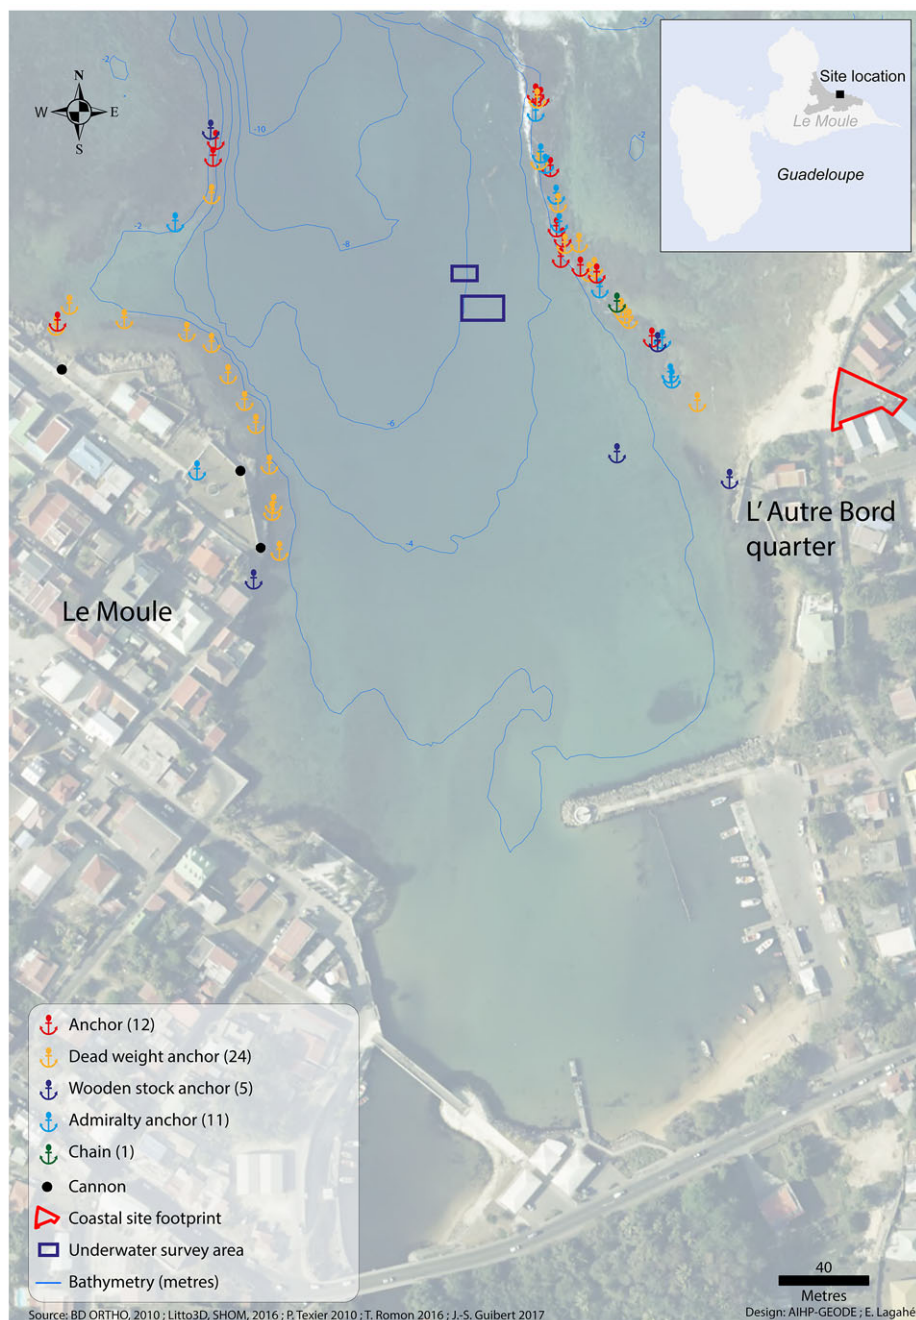 N
W E
S
-10
-2
-2
-2
-8
-6
-4
Site location
Le Moule
Guadeloupe
L' Autre Bord
quarter
Le Moule
Anchor (12)
Dead weight anchor (24)
Wooden stock anchor (5)
Admiralty anchor (11)
Chain (1)
Cannon
Coastal site footprint
Underwater survey area
Bathymetry (metres)
40
Metres
Source: BD ORTHO, 2010 ; Litto3D, SHOM, 2016 ; P. Texier 2010 ; T. Romon 2016 ; J.-S. Guibert 2017
Design: AIHP-GEODE ; E. Lagahé